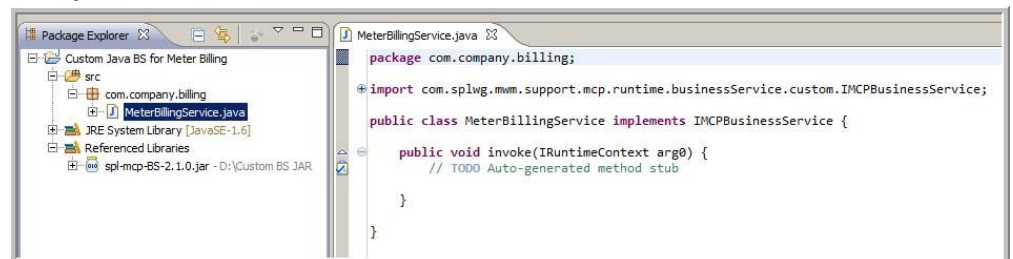 Package Explorer
Custom Java BS for Meter Billing
src
com.company.billing
MeterBillingService.java
JRE System Library [JavaSE-1.6]
Referenced Libraries
spl-mcp-BS-2.1.0.jar - D:\Custom BS JAR
MeterBillingService.java
package com.company.billing;
import com.splwg.mwm.support.mcp.runtime.businessService.custom.IMCPBusinessService;
public class MeterBillingService implements IMCPBusinessService {
public void invoke(IRuntimeContext arg0) {
// TODO Auto-generated method stub
}
}